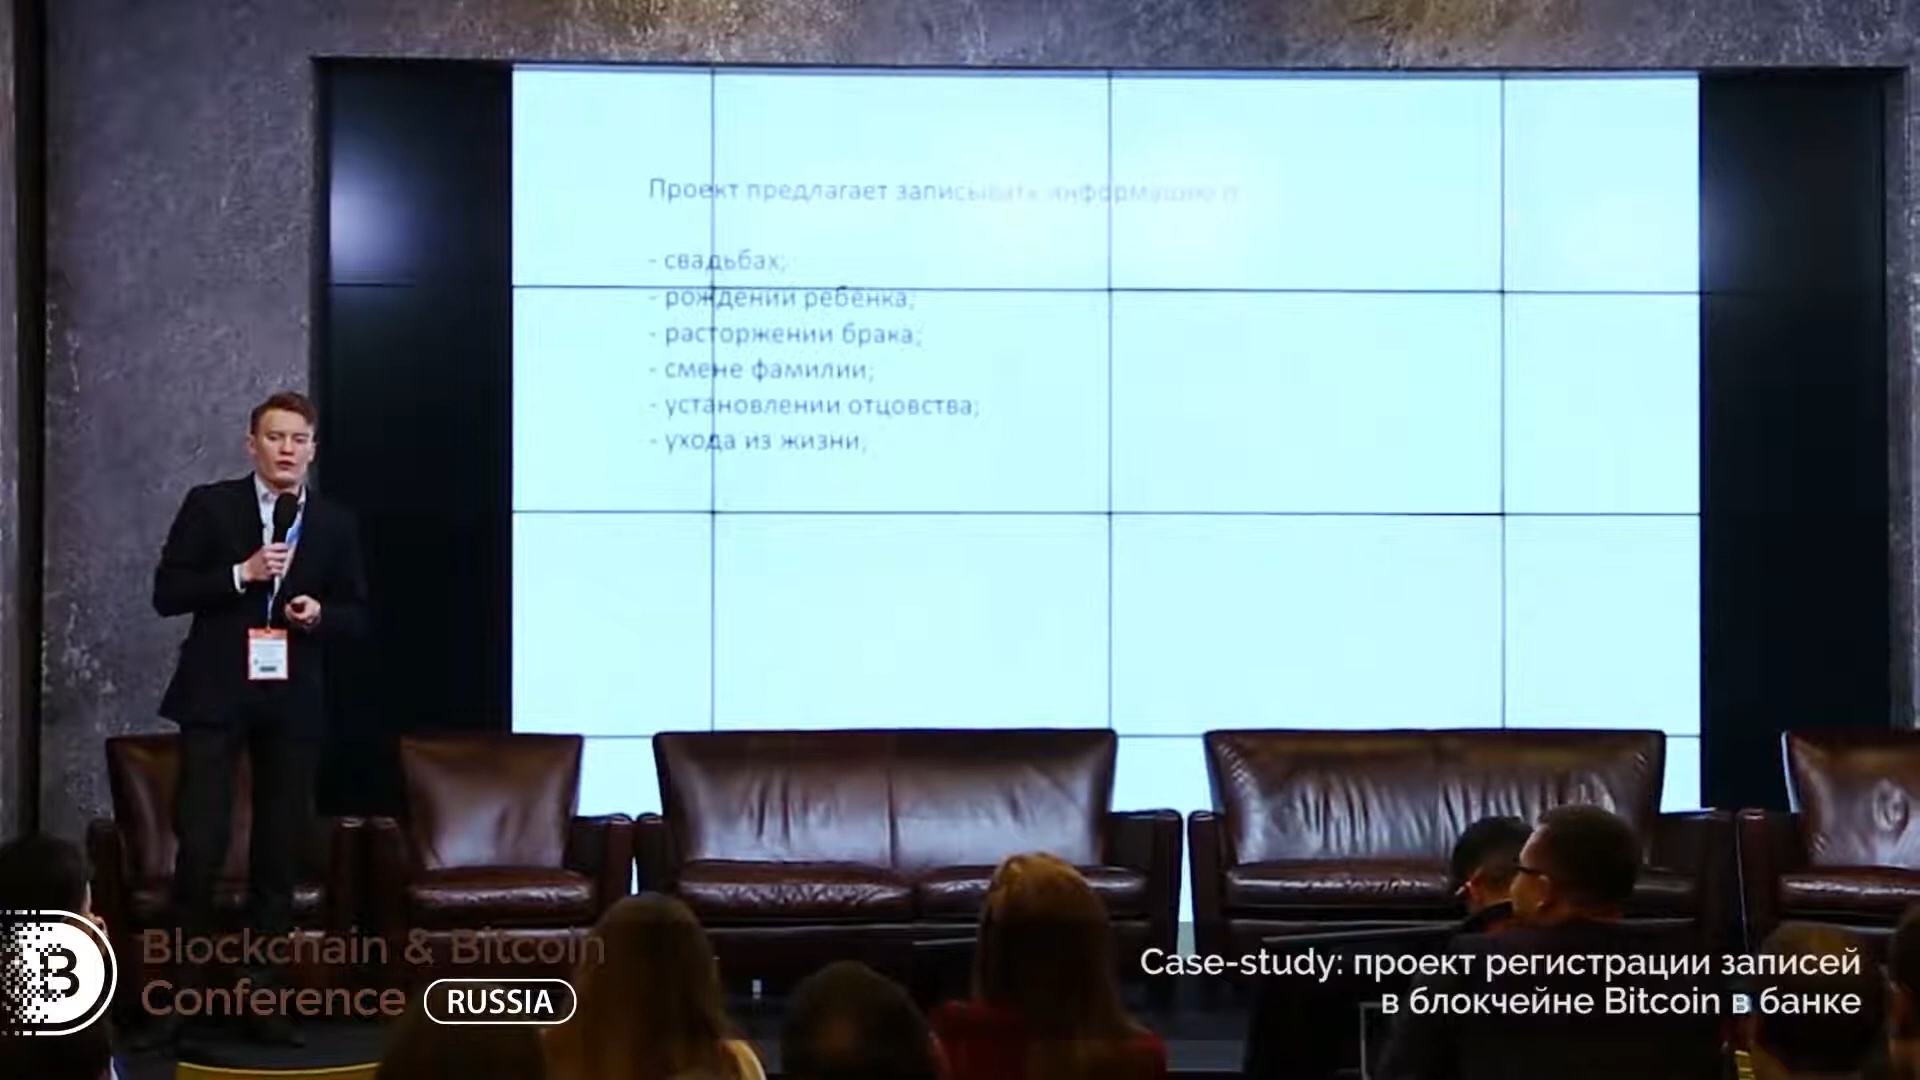 Проект предлагает записывать информацию о
- свадьбах;
- рождении ребенка;
- расторжении брака;
- смене фамилии;
- установлении отцовства;
- ухода из жизни;
B
Blockchain & Bitcoin
Conference RUSSIA
Case-study: проект регистрации записей
в блокчейне Bitcoin в банке